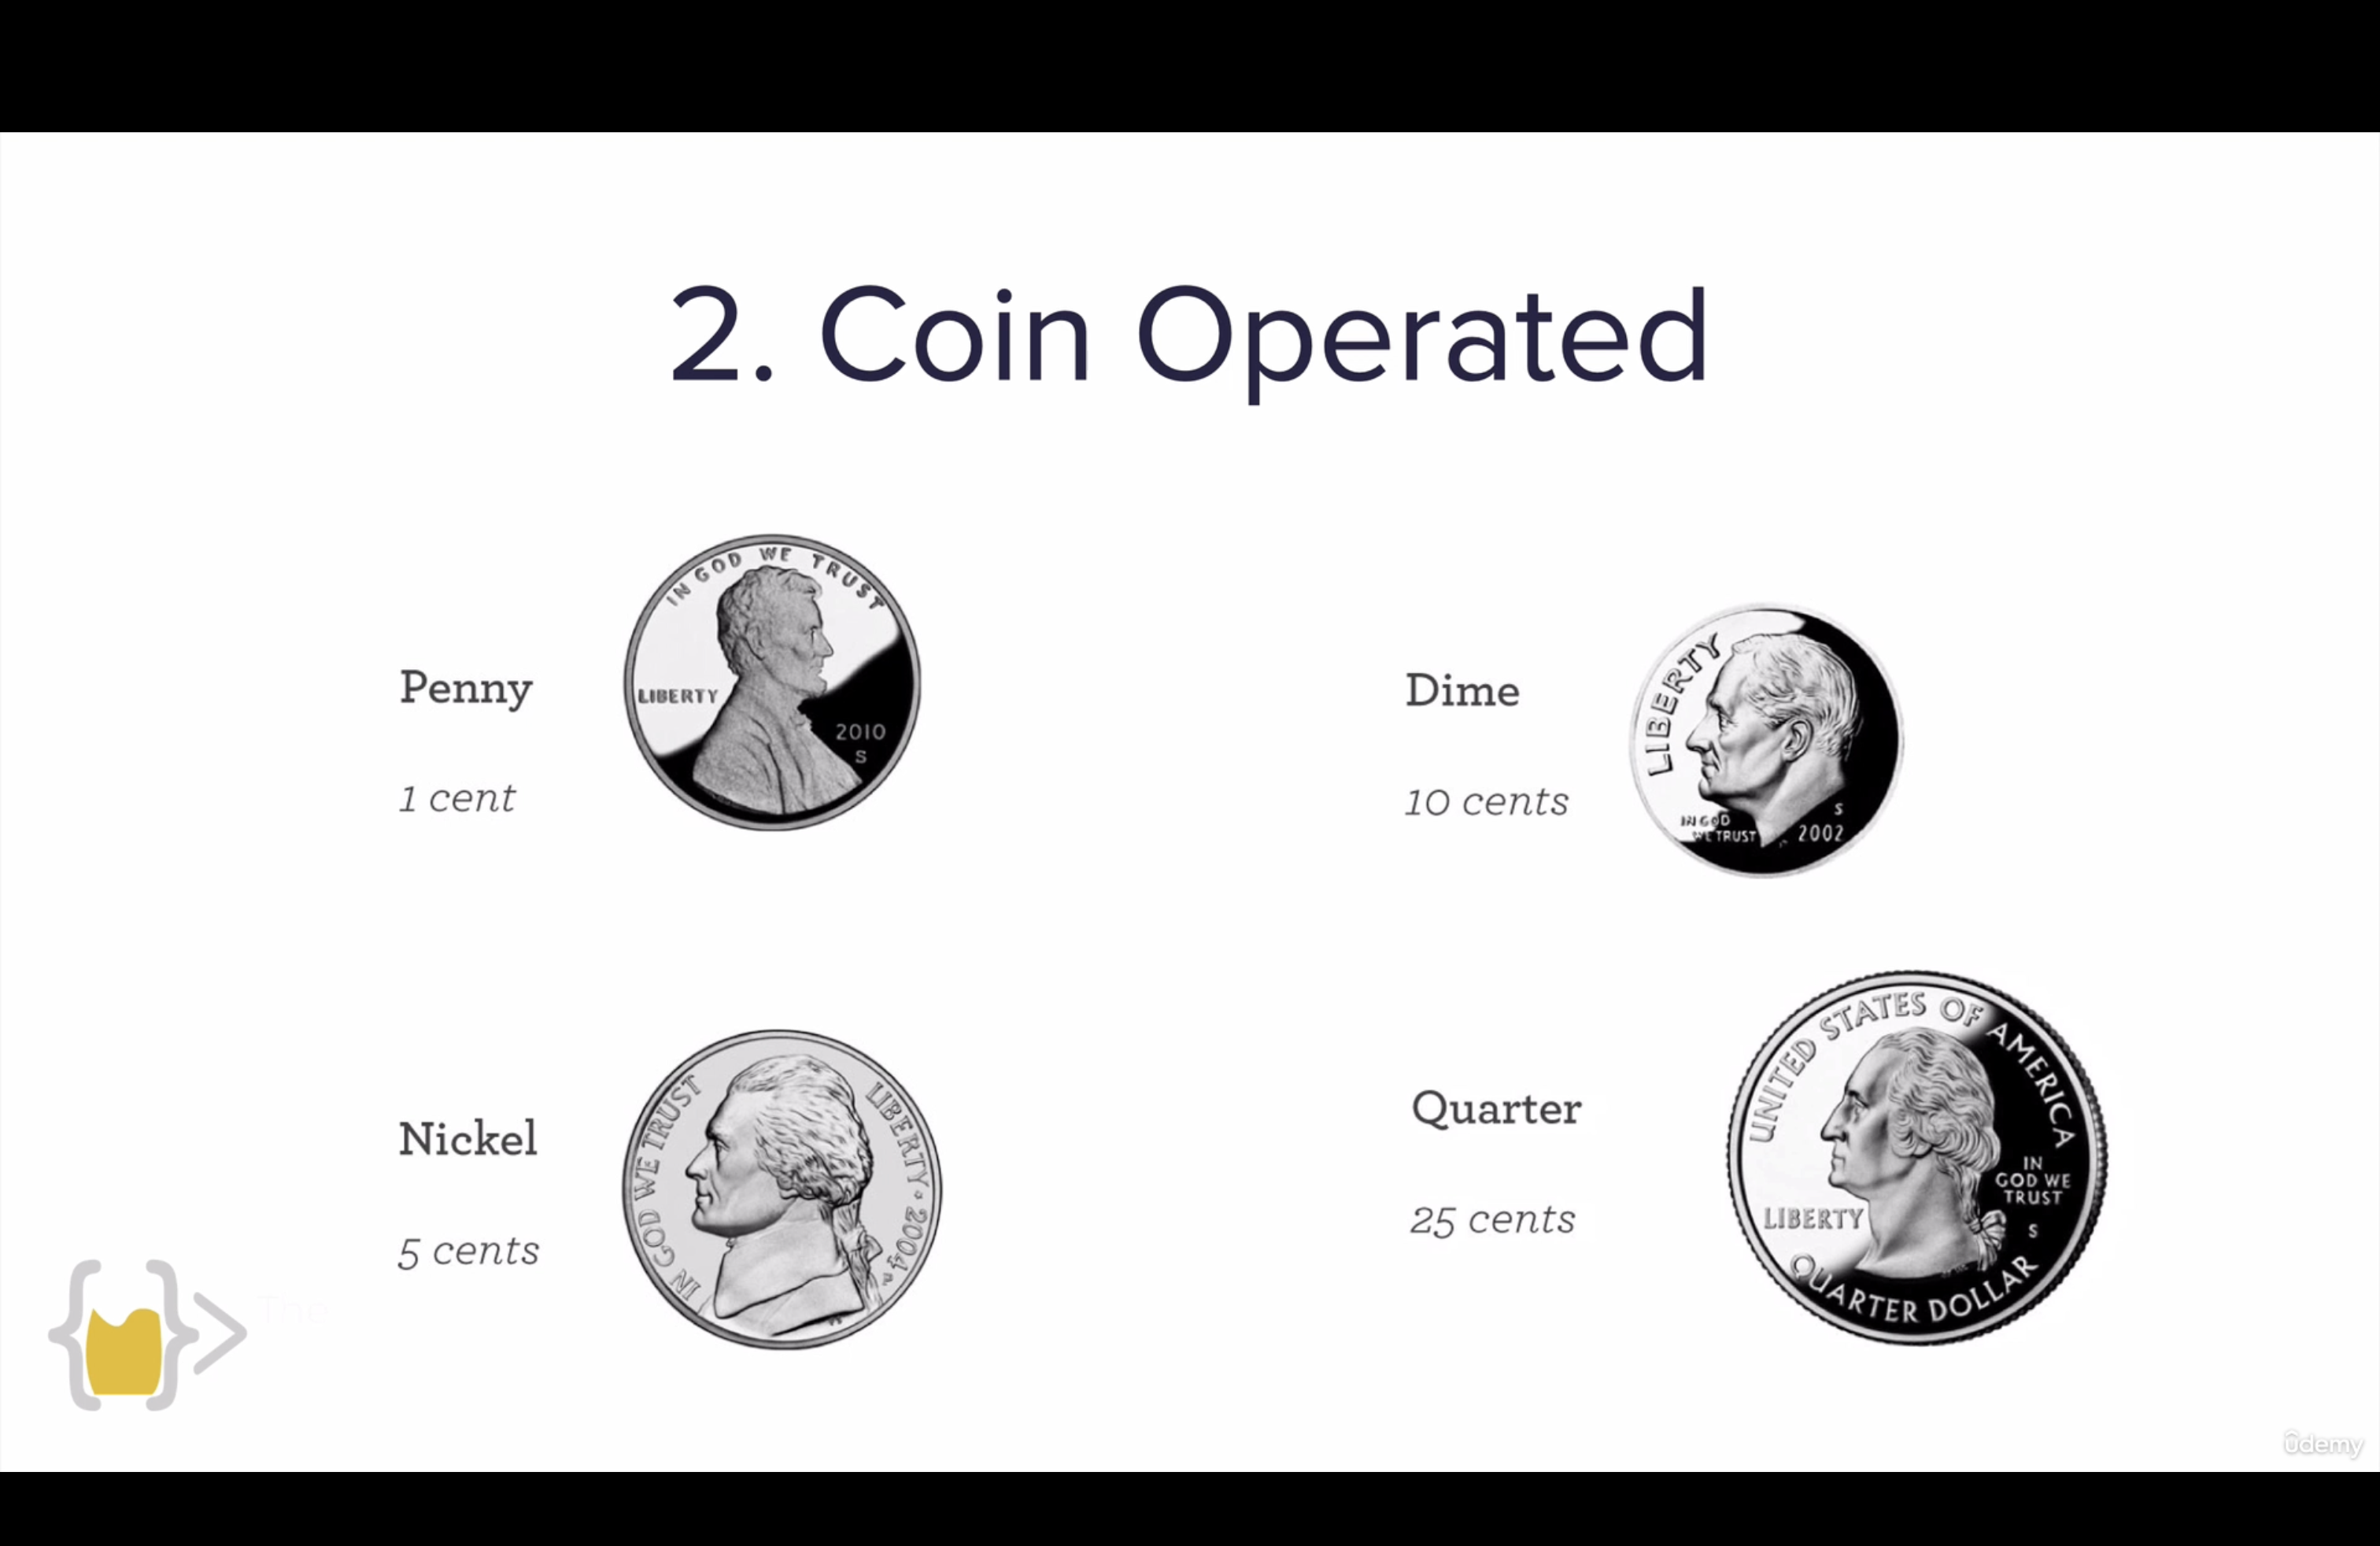 2. Coin Operated
Penny
1 cent
IN GOD WE TRUST
LIBERTY
2010
S
Dime
10 cents
LIBERTY
IN GOD
WE TRUST
S
2002
Nickel
5 cents
IN GOD WE TRUST
LIBERTY · 2004
P
Quarter
25 cents
UNITED STATES OF AMERICA
IN
GOD WE
TRUST
LIBERTY
S
QUARTER DOLLAR
The
ûdemy